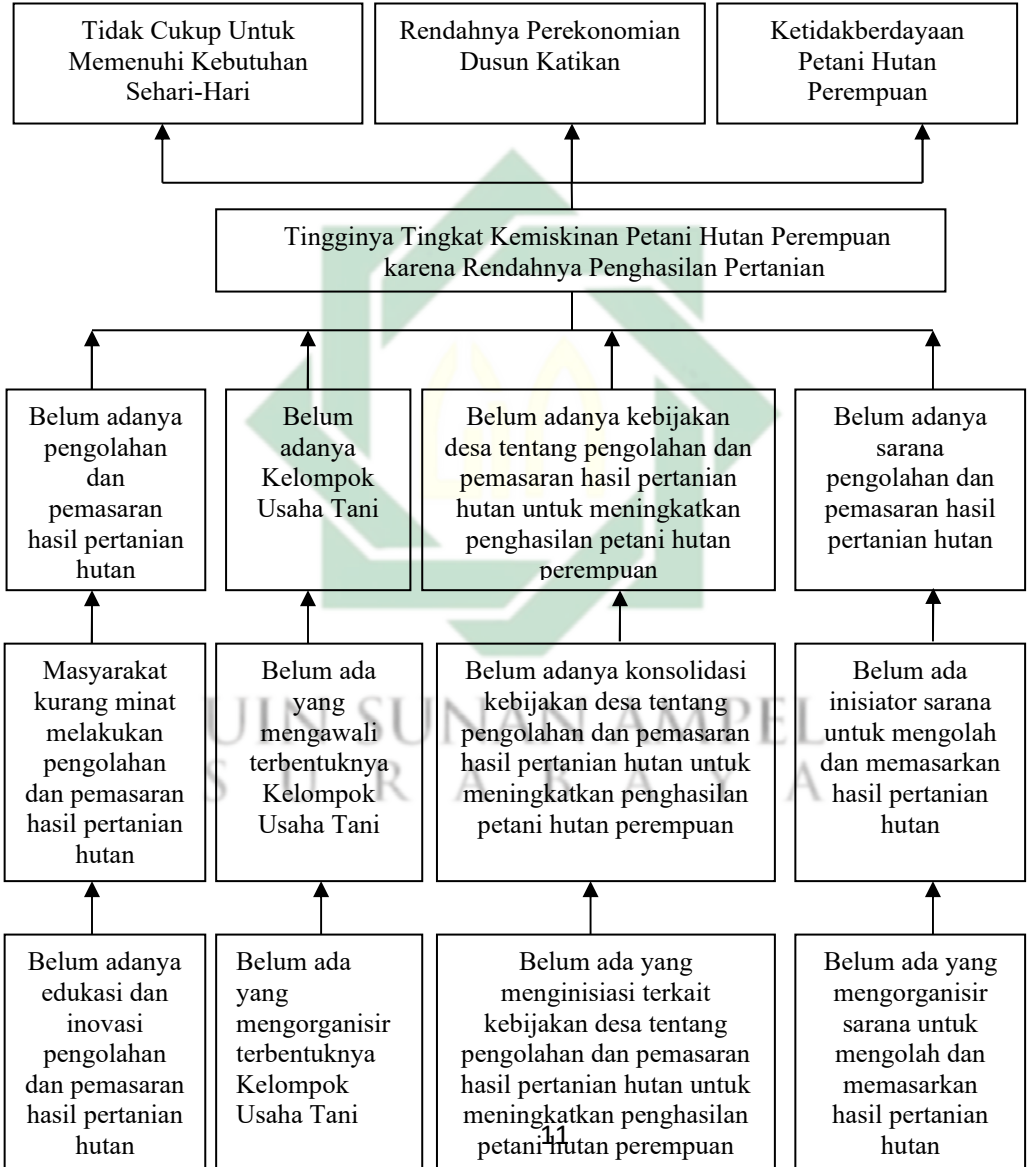 Tidak Cukup Untuk
Memenuhi Kebutuhan
Sehari-Hari
Rendahnya Perekonomian
Dusun Katikan
Ketidakberdayaan
Petani Hutan
Perempuan
Tingginya Tingkat Kemiskinan Petani Hutan Perempuan
karena Rendahnya Penghasilan Pertanian
Belum adanya
pengolahan
dan
pemasaran
hasil pertanian
hutan
Belum
adanya
Kelompok
Usaha Tani
Belum adanya kebijakan
desa tentang pengolahan dan
pemasaran hasil pertanian
hutan untuk meningkatkan
penghasilan petani hutan
perempuan
Belum adanya
sarana
pengolahan dan
pemasaran hasil
pertanian hutan
Masyarakat
kurang minat
melakukan
pengolahan
dan pemasaran
hasil pertanian
hutan
Belum ada
yang
mengawali
terbentuknya
Kelompok
Usaha Tani
Belum adanya konsolidasi
kebijakan desa tentang
pengolahan dan pemasaran
hasil pertanian hutan untuk
meningkatkan penghasilan
petani hutan perempuan
Belum ada
inisiator sarana
untuk mengolah
dan memasarkan
hasil pertanian
hutan
UIN SUNAN AMPEL
S U R A B A Y A
Belum adanya
edukasi dan
inovasi
pengolahan
dan pemasaran
hasil pertanian
hutan
Belum ada
yang
mengorganisir
terbentuknya
Kelompok
Usaha Tani
Belum ada yang
menginisiasi terkait
kebijakan desa tentang
pengolahan dan pemasaran
hasil pertanian hutan untuk
meningkatkan penghasilan
petani hutan perempuan
Belum ada yang
mengorganisir
sarana untuk
mengolah dan
memasarkan
hasil pertanian
hutan
11